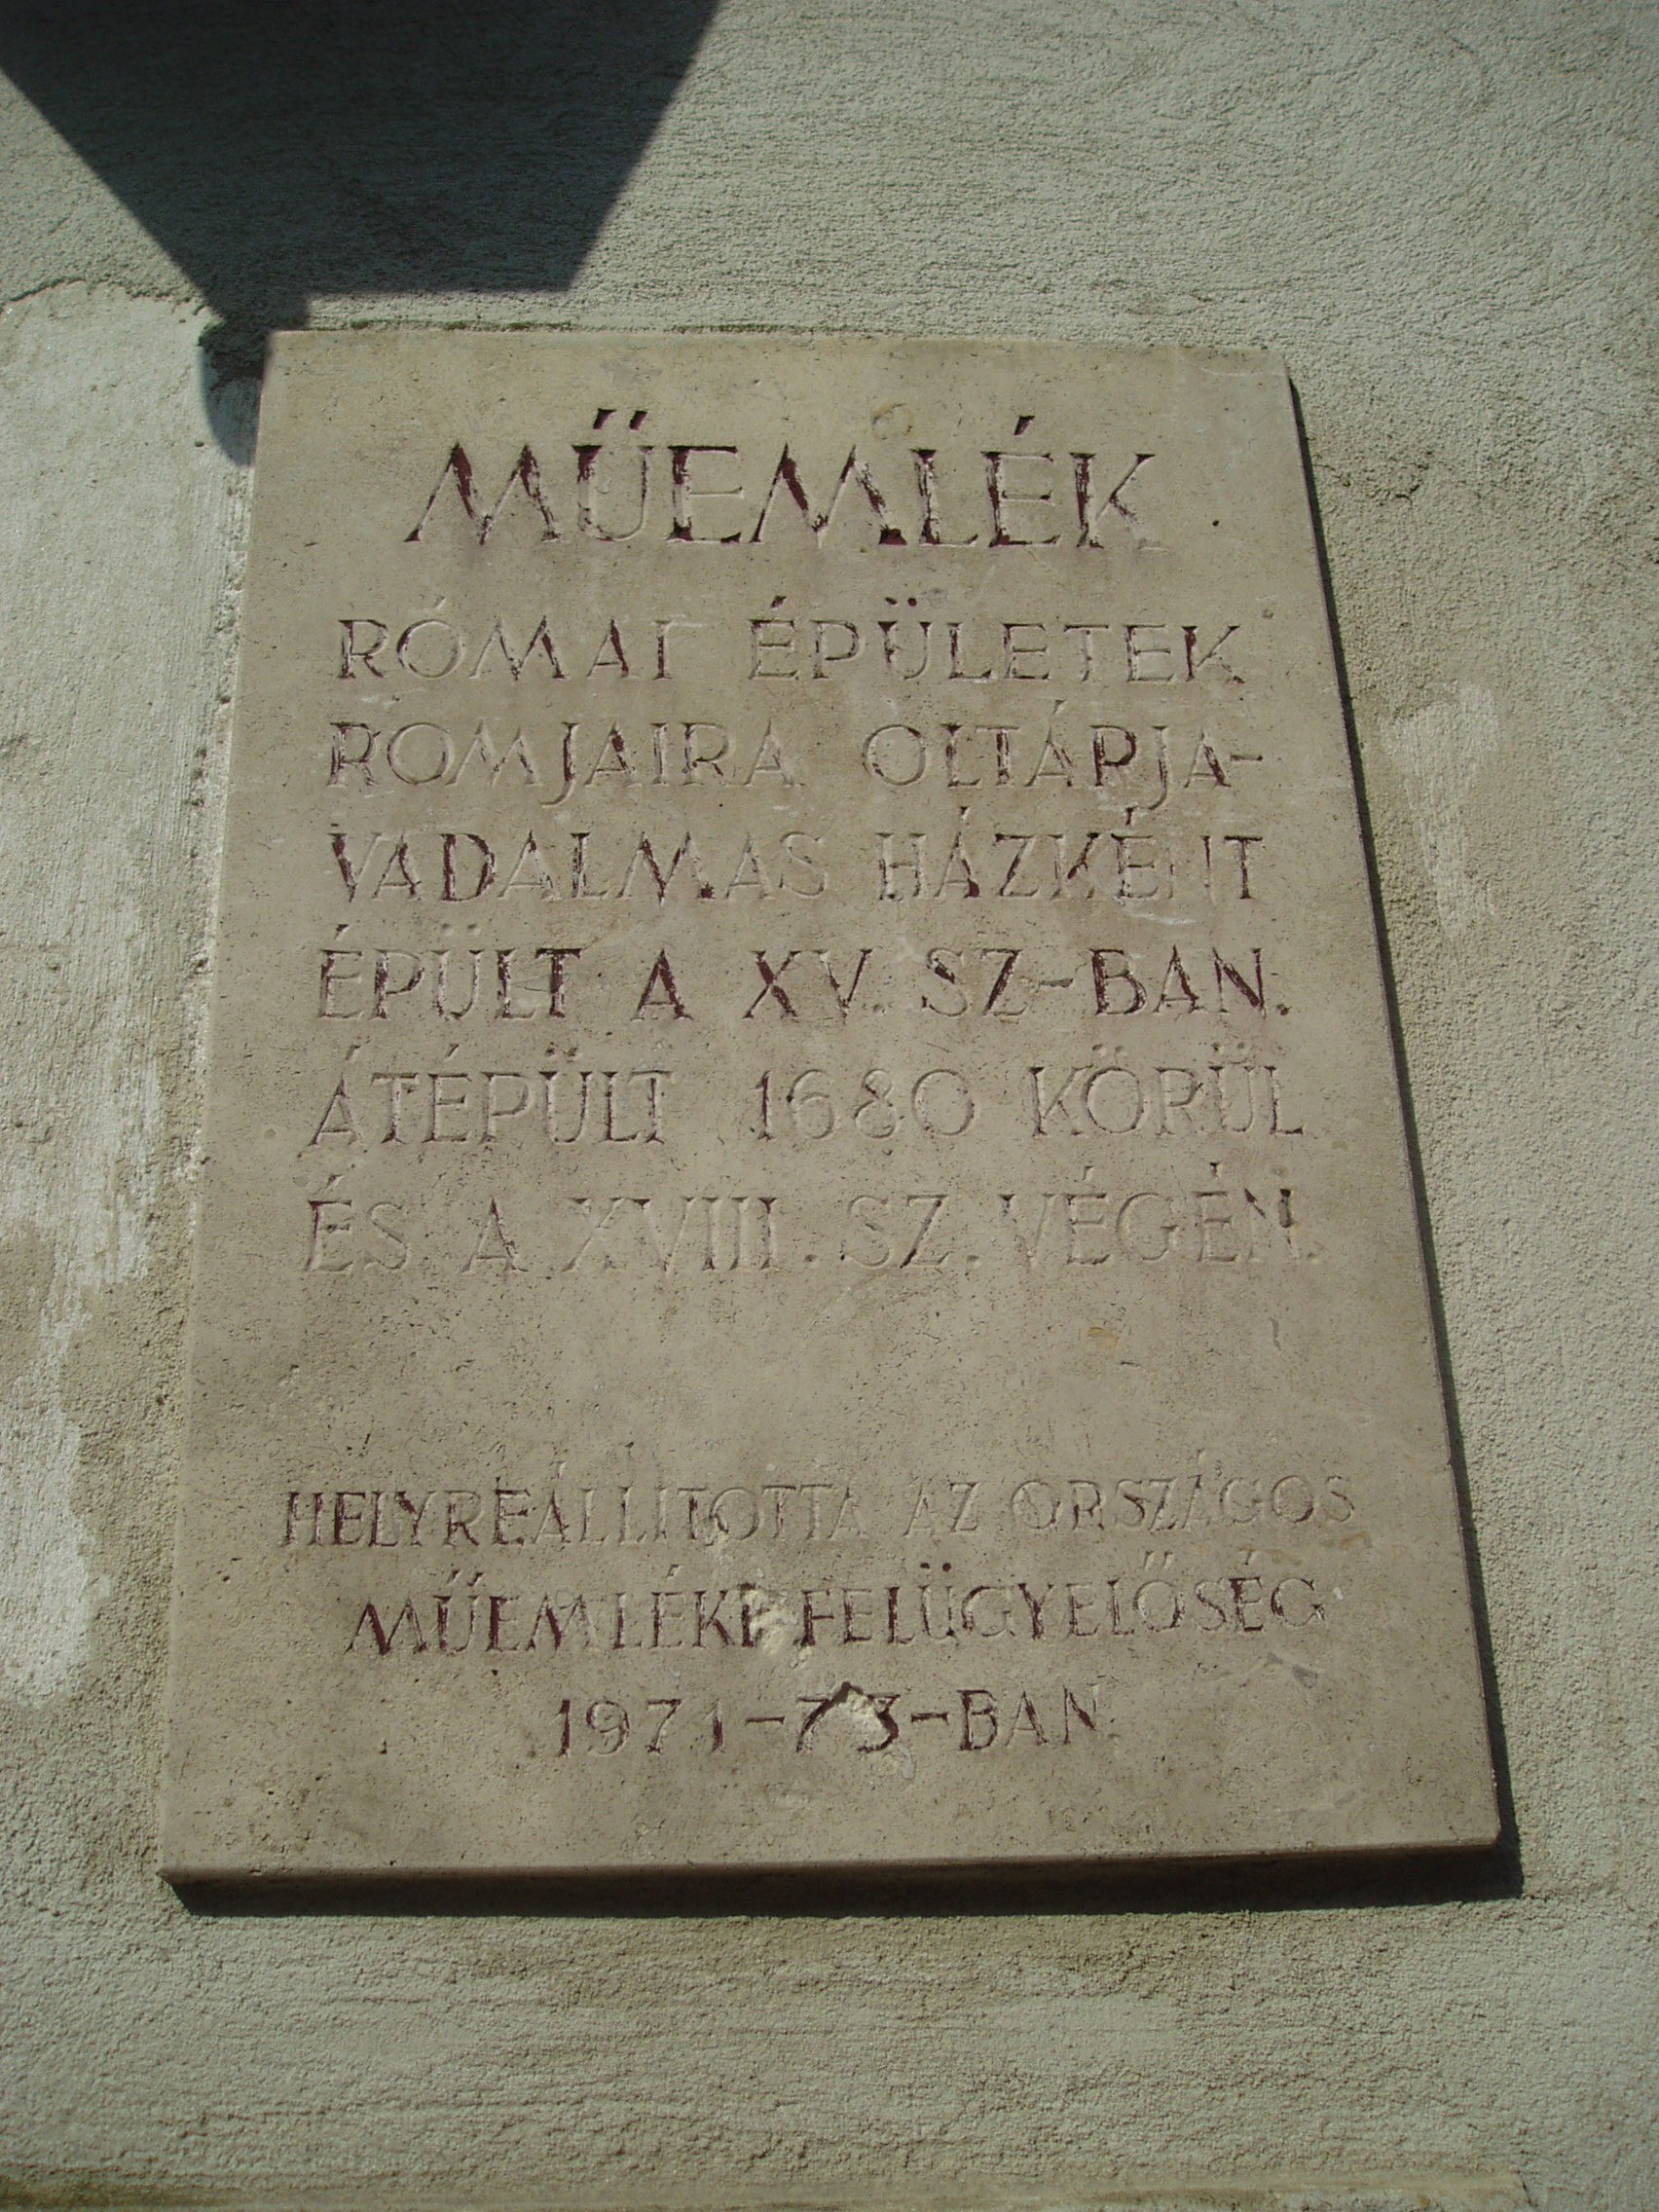 MŰEMLÉK
RÓMAI ÉPÜLETEK
ROMJAIRA OLTÁRJA-
VADALMAS HÁZKÉNT
ÉPÜLT A XV. SZ-BAN.
ÁTÉPÜLT 1680 KÖRÜL
ÉS A XVIII. SZ. VÉGÉN.
HELYREÁLLÍTOTTA AZ ORSZÁGOS
MŰEMLÉKI FELÜGYELŐSÉG
1971-73-BAN